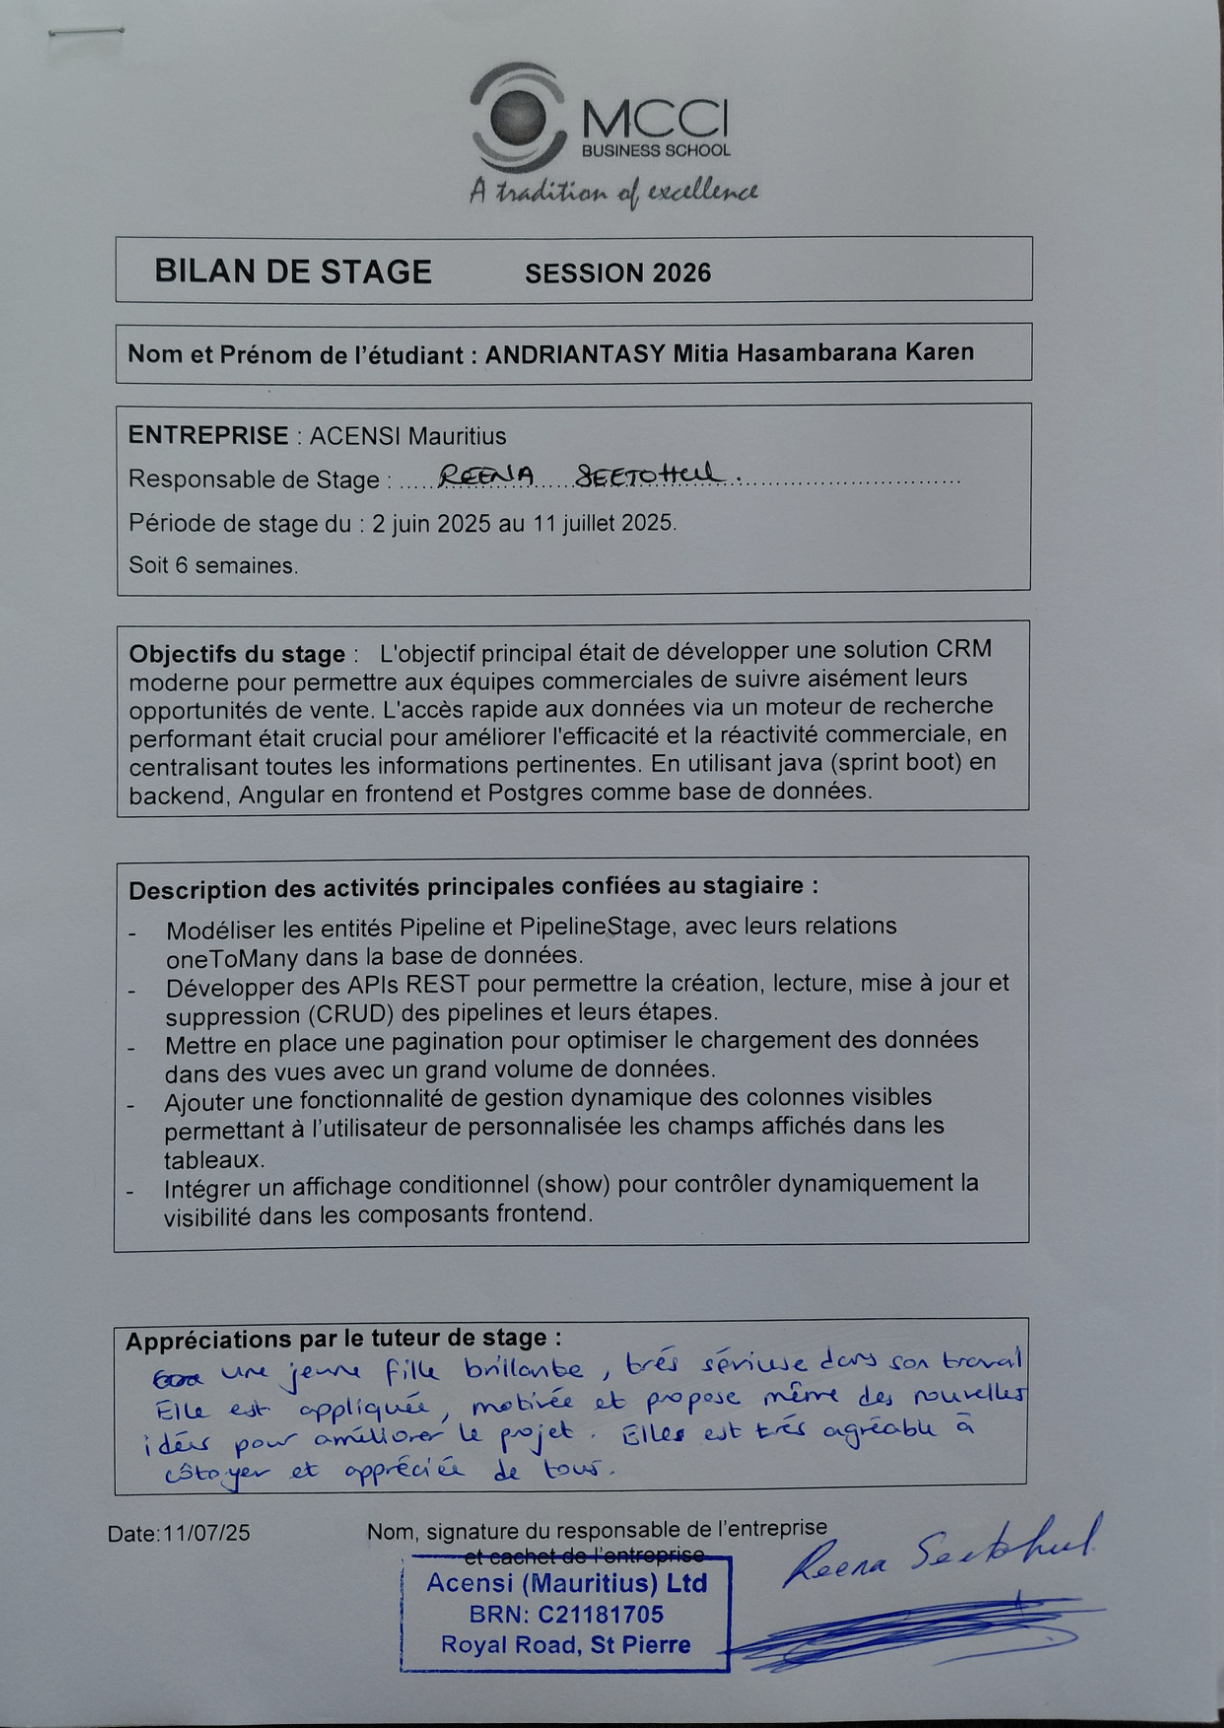 MCCI
BUSINESS SCHOOL
A tradition of excellence
BILAN DE STAGE SESSION 2026
Nom et Prénom de l'étudiant : ANDRIANTASY Mitia Hasambarana Karen
ENTREPRISE : ACENSI Mauritius
Responsable de Stage : ..... REENA SEETOHUL. ..........
Période de stage du : 2 juin 2025 au 11 juillet 2025.
Soit 6 semaines.
Objectifs du stage : L'objectif principal était de développer une solution CRM
moderne pour permettre aux équipes commerciales de suivre aisément leurs
opportunités de vente. L'accès rapide aux données via un moteur de recherche
performant était crucial pour améliorer l'efficacité et la réactivité commerciale, en
centralisant toutes les informations pertinentes. En utilisant java (sprint boot) en
backend, Angular en frontend et Postgres comme base de données.
Description des activités principales confiées au stagiaire :
- Modéliser les entités Pipeline et PipelineStage, avec leurs relations
oneToMany dans la base de données.
- Développer des APIs REST pour permettre la création, lecture, mise à jour et
suppression (CRUD) des pipelines et leurs étapes.
- Mettre en place une pagination pour optimiser le chargement des données
dans des vues avec un grand volume de données.
- Ajouter une fonctionnalité de gestion dynamique des colonnes visibles
permettant à l'utilisateur de personnalisée les champs affichés dans les
tableaux.
- Intégrer un affichage conditionnel (show) pour contrôler dynamiquement la
visibilité dans les composants frontend.
Appréciations par le tuteur de stage :
une jeune fille brillante, trés sérieuse dans son travail
Elle est appliquée, motivée et propose même des nouvelles
idées pour améliorer le projet. Elles est trés agréable à
côtoyer et appréciée de tous.
Date:11/07/25 Nom, signature du responsable de l'entreprise
et cachet de l'entreprise
Reena Seetohul
Acensi (Mauritius) Ltd
BRN: C21181705
Royal Road, St Pierre